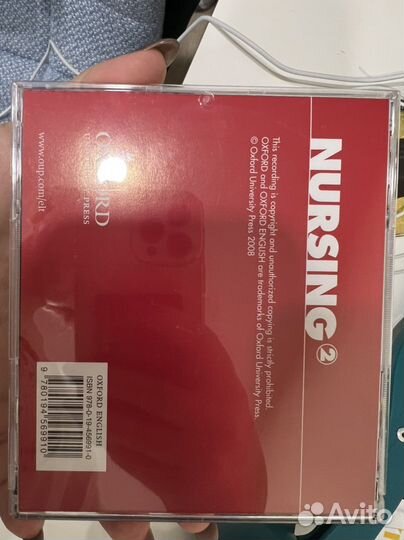 NURSING 2
This recording is copyright and unauthorized copying is strictly prohibited.
OXFORD and OXFORD ENGLISH are trademarks of Oxford University Press.
© Oxford University Press 2008
OXFORD
PRESS
www.oup.com/elt
OXFORD ENGLISH
ISBN 978-0-19-456991-0
9 780194 569910
Avito